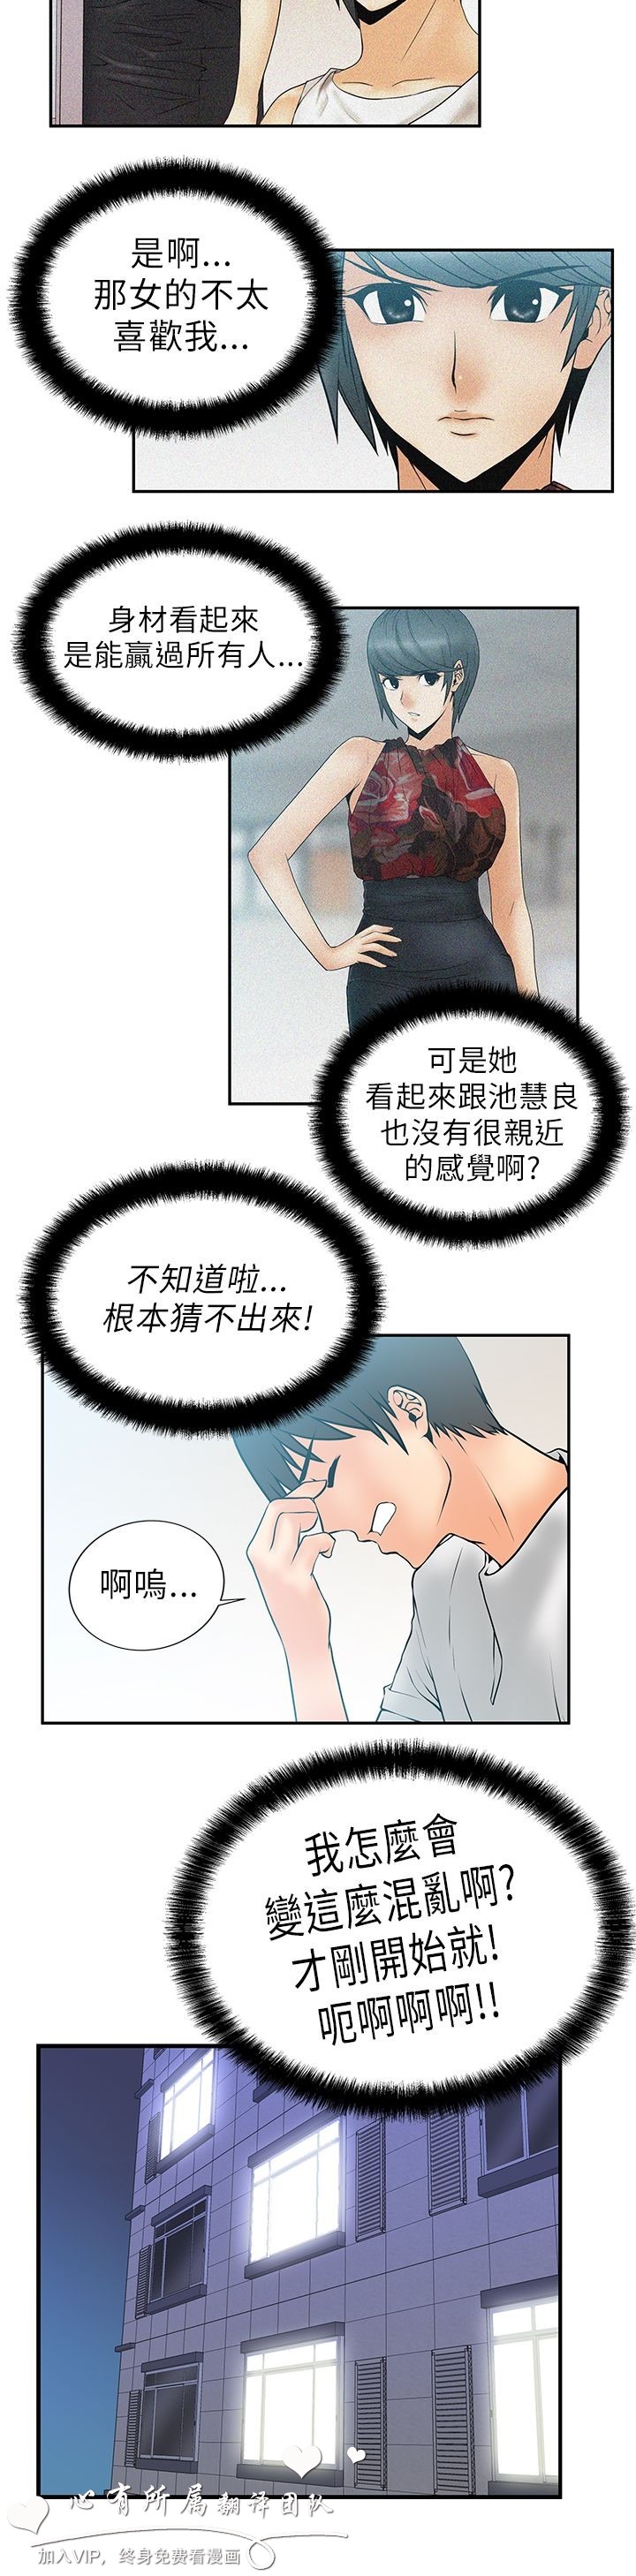 是啊...
那女的不太
喜歡我...
身材看起來
是能贏過所有人...
可是她
看起來跟池慧良
也沒有很親近
的感覺啊?
不知道啦...
根本猜不出來!
啊嗚...
我怎麼會
變這麼混亂啊?
才剛開始就!
呃啊啊啊!!
心有所属翻译团队
加入VIP，终身免费看漫画